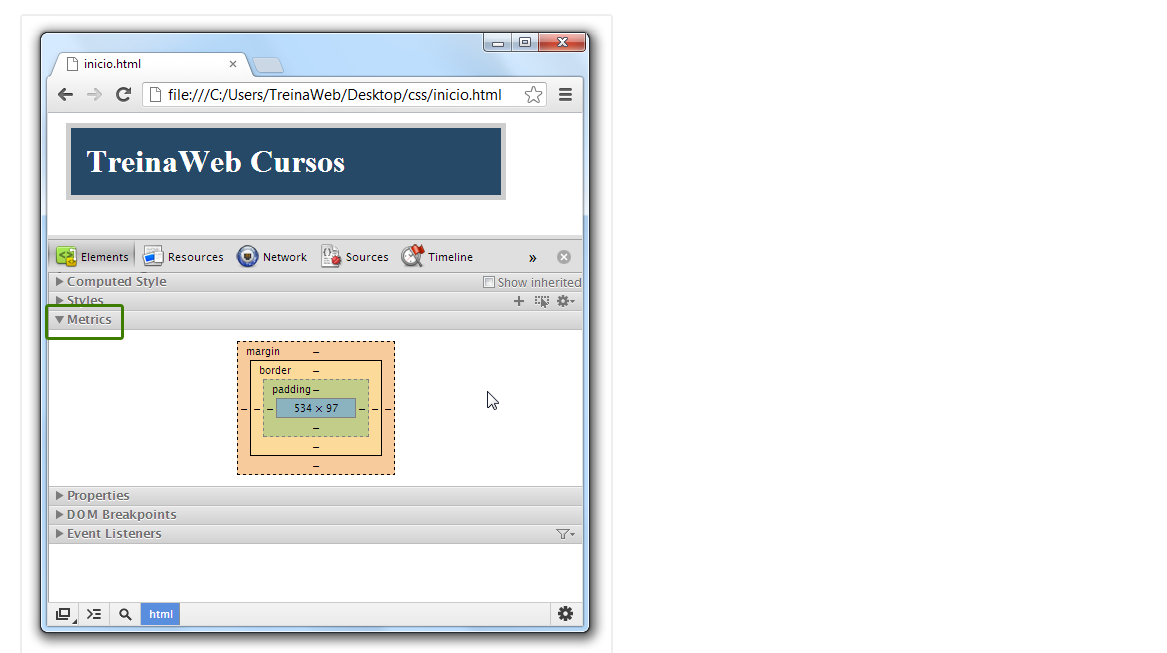 inicio.html
file:///C:/Users/TreinaWeb/Desktop/css/inicio.html
TreinaWeb Cursos
Elements Resources Network Sources Timeline »
Computed Style Show inherited
Styles
Metrics
margin –
border –
padding –
– – – 534 × 97 – – –
–
–
–
Properties
DOM Breakpoints
Event Listeners
html